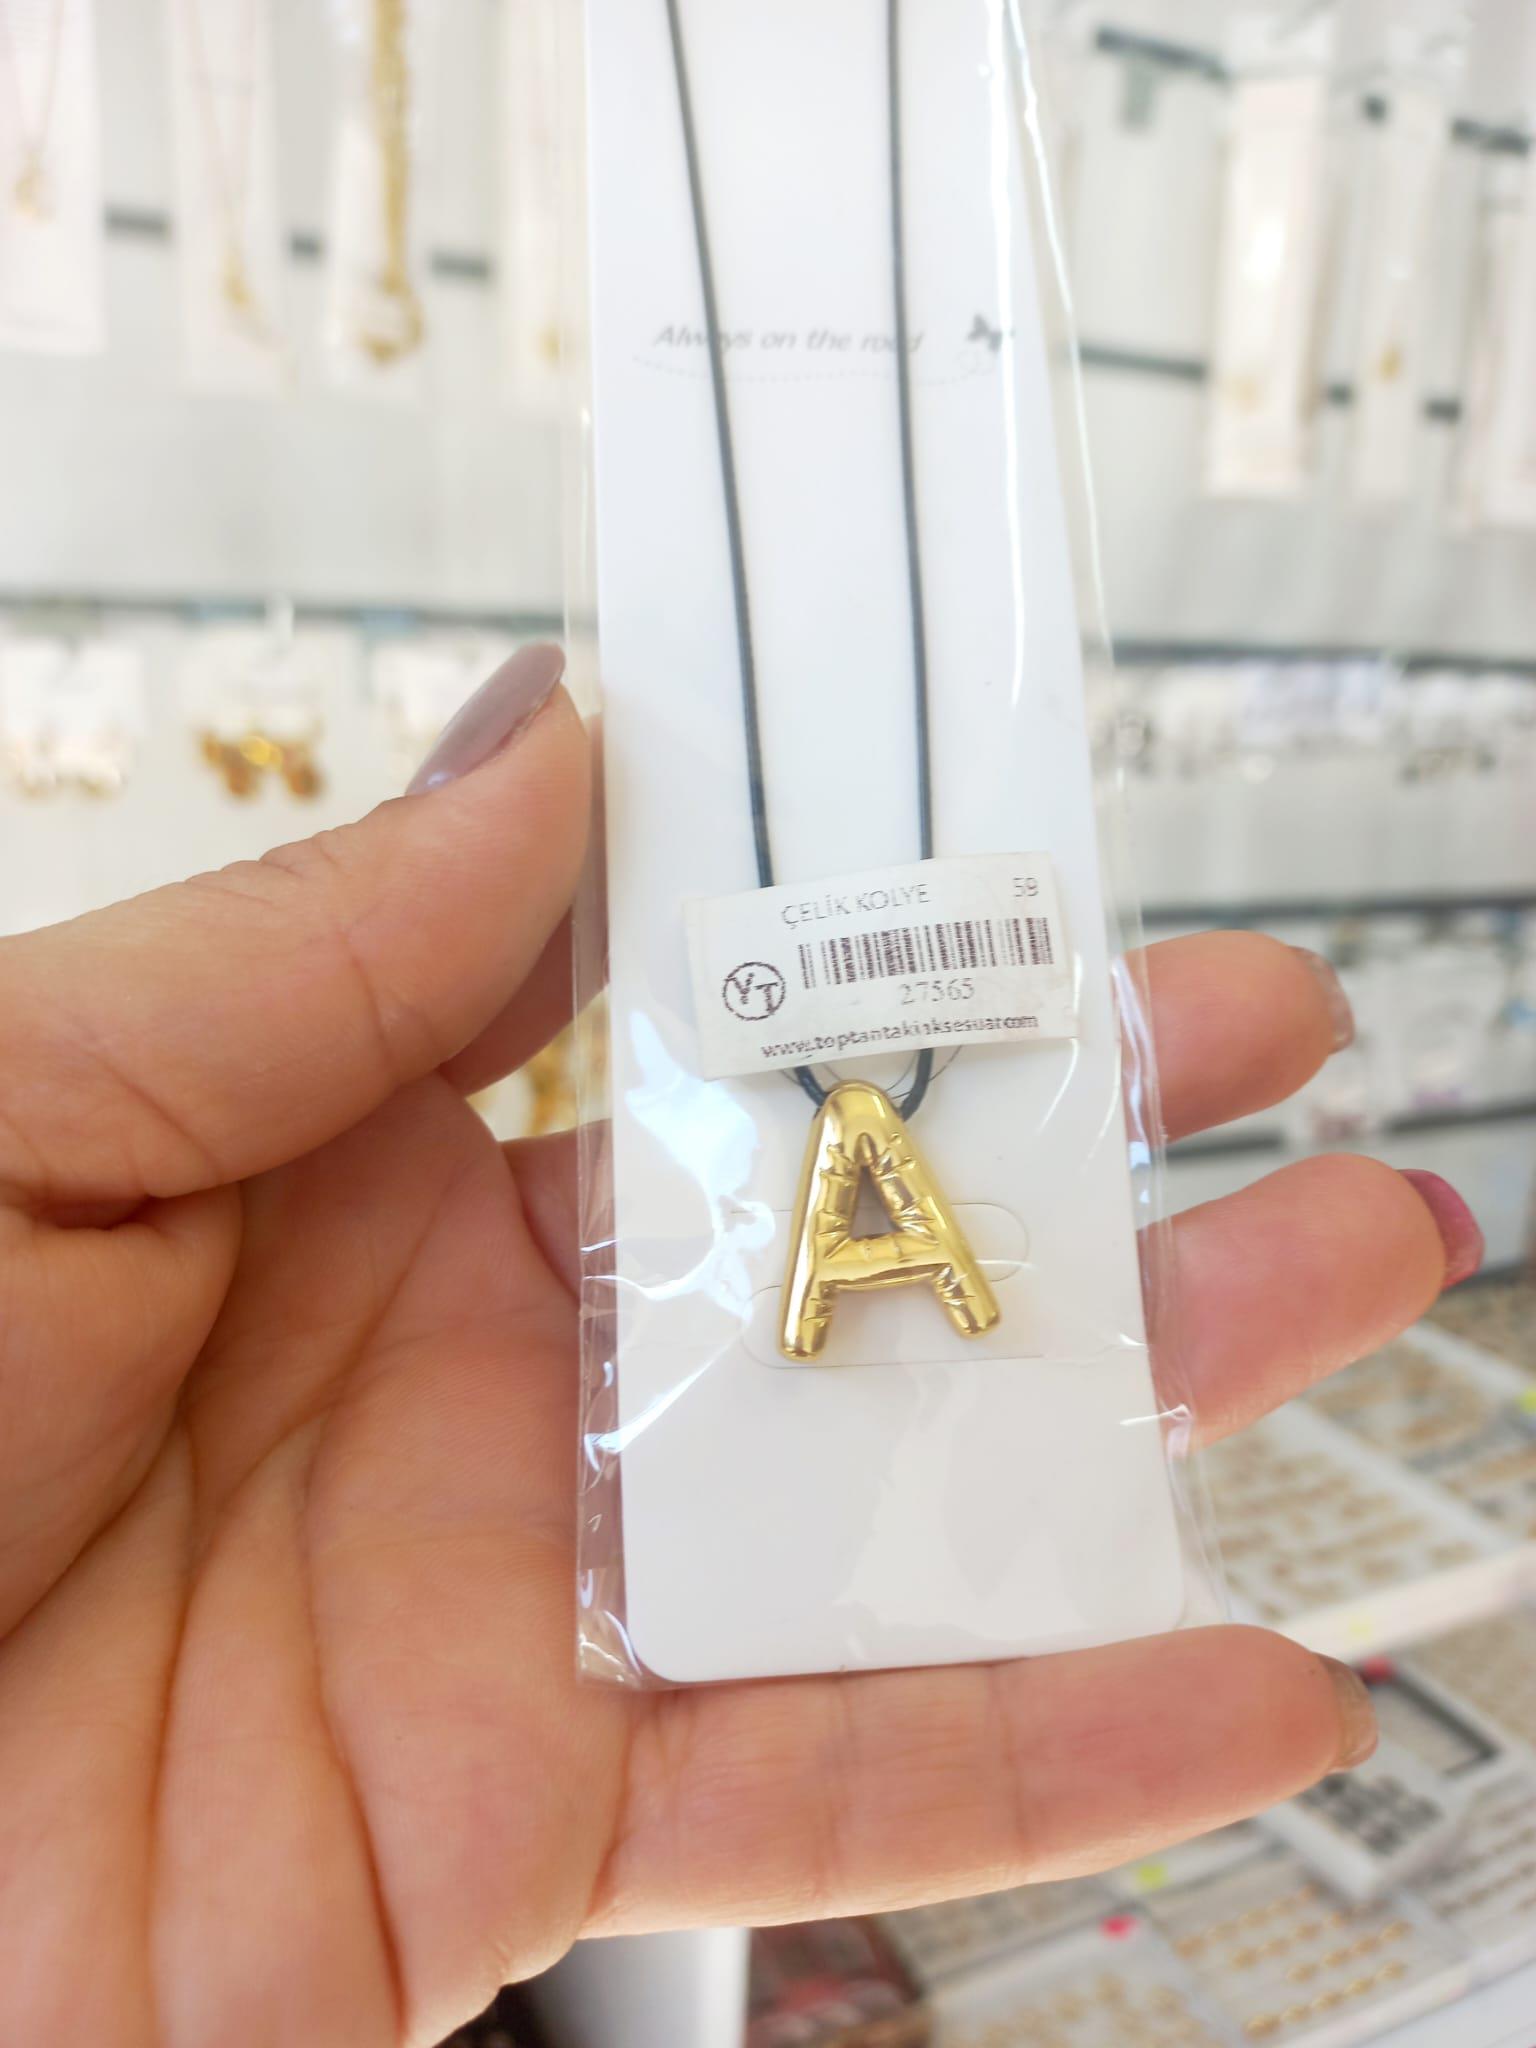 Always on the road
ÇELİK KOLYE 59
YT
27565
www.toptantakiaksesuar.com
A